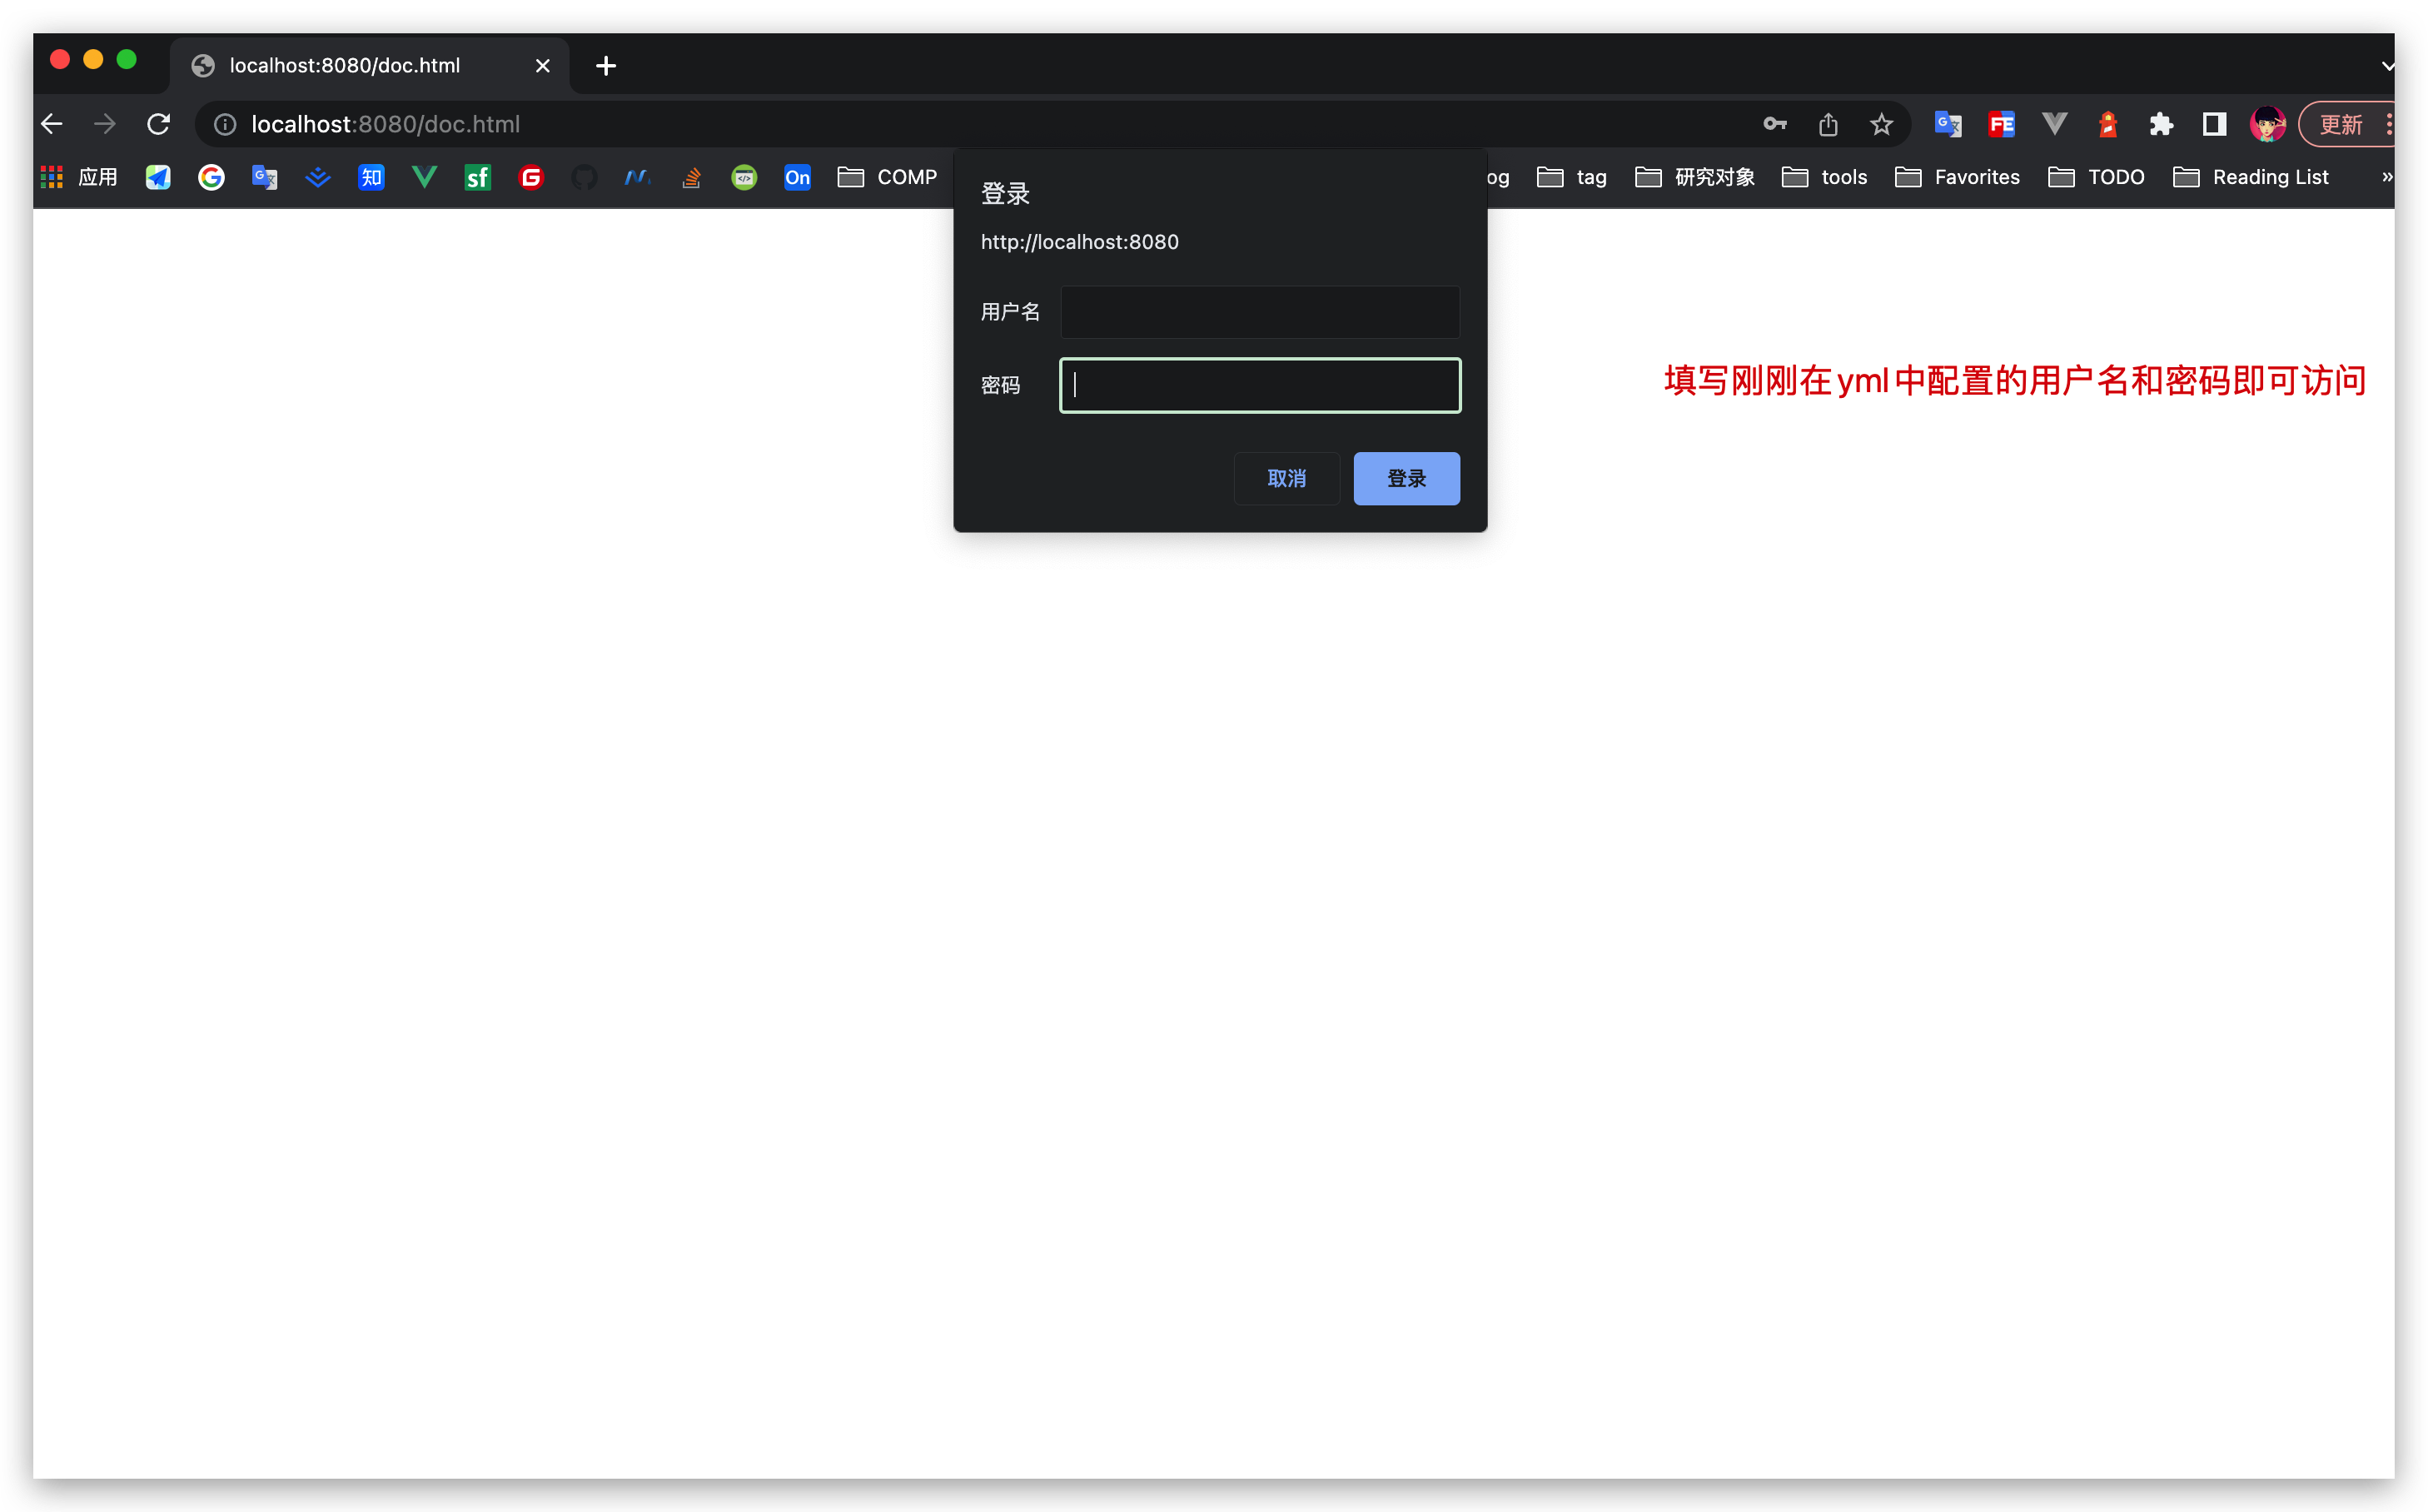 localhost:8080/doc.html
localhost:8080/doc.html
更新
应用
知
sf
G
On
COMP
og
tag
研究对象
tools
Favorites
TODO
Reading List
»
登录
http://localhost:8080
用户名
密码
填写刚刚在yml中配置的用户名和密码即可访问
取消
登录